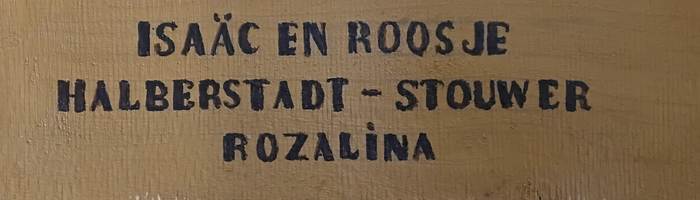 ISAÄC EN ROOSJE
HALBERSTADT - STOUWER
ROZALINA